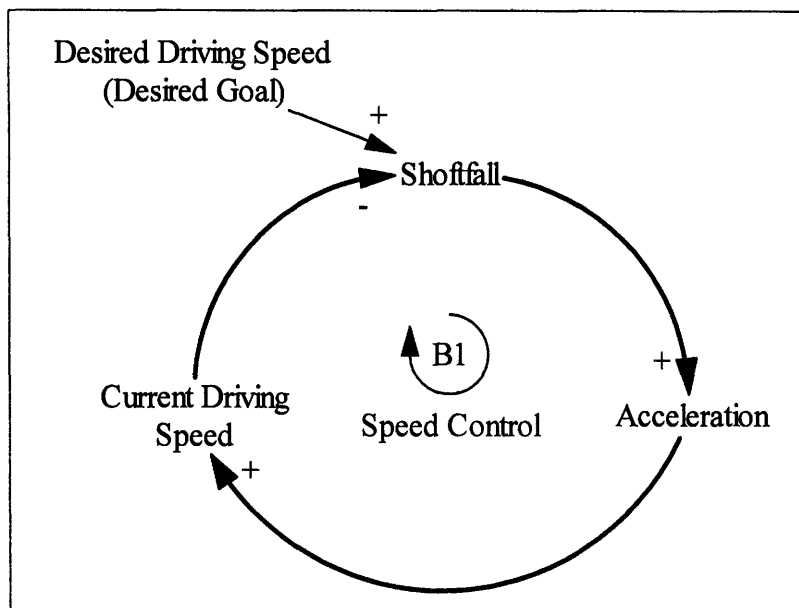 Desired Driving Speed
(Desired Goal)
+
Shoftfall
-
B1
+
Current Driving
Speed
Speed Control
Acceleration
+